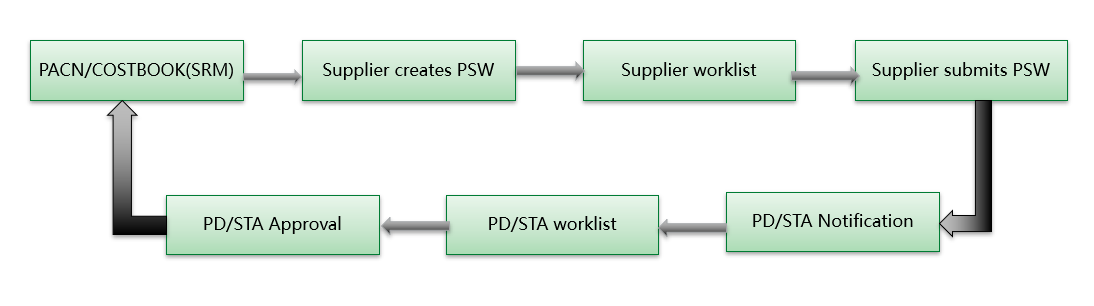 PACN/COSTBOOK(SRM)
Supplier creates PSW
Supplier worklist
Supplier submits PSW
PD/STA Approval
PD/STA worklist
PD/STA Notification